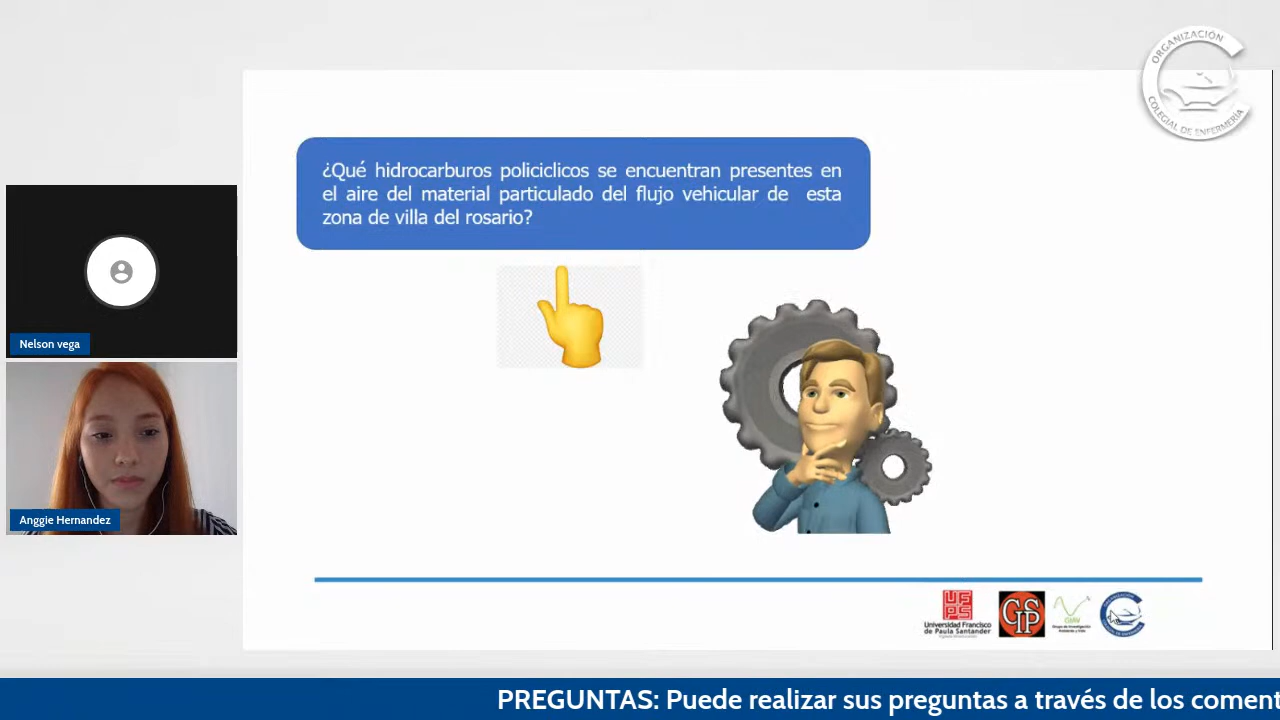 ORGANIZACIÓN
COLEGIAL DE ENFERMERÍA
¿Qué hidrocarburos policiclicos se encuentran presentes en
el aire del material particulado del flujo vehicular de esta
zona de villa del rosario?
Nelson vega
Anggie Hernandez
UF
PS
Universidad Francisco
de Paula Santander
PREGUNTAS: Puede realizar sus preguntas a través de los coment